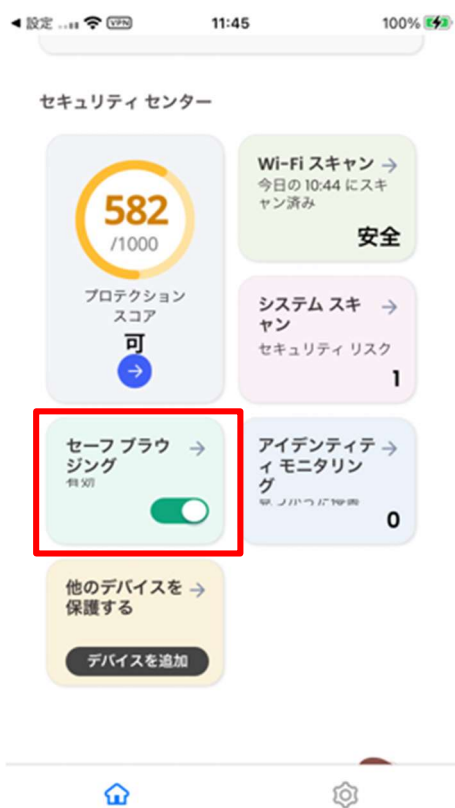 設定
VPN
11:45
100%
セキュリティ センター
582
/1000
プロテクション
スコア
可
Wi-Fi スキャン
今日の 10:44 にスキ
ャン済み
安全
システム スキ
ャン
セキュリティ リスク
1
セーフ ブラウ
ジング
有効
アイデンティテ
ィ モニタリン
グ
0
他のデバイスを
保護する
デバイスを追加